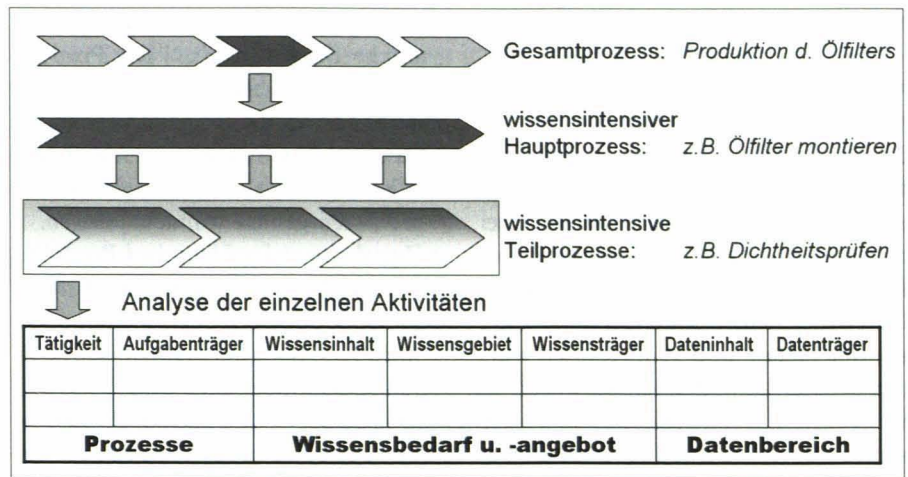 Gesamtprozess: Produktion d. Ölfilters
wissensintensiver
Hauptprozess: z.B. Ölfilter montieren
wissensintensive
Teilprozesse: z.B. Dichtheitsprüfen
Analyse der einzelnen Aktivitäten
Tätigkeit Aufgabenträger Wissensinhalt Wissensgebiet Wissensträger Dateninhalt Datenträger
Prozesse Wissensbedarf u. -angebot Datenbereich